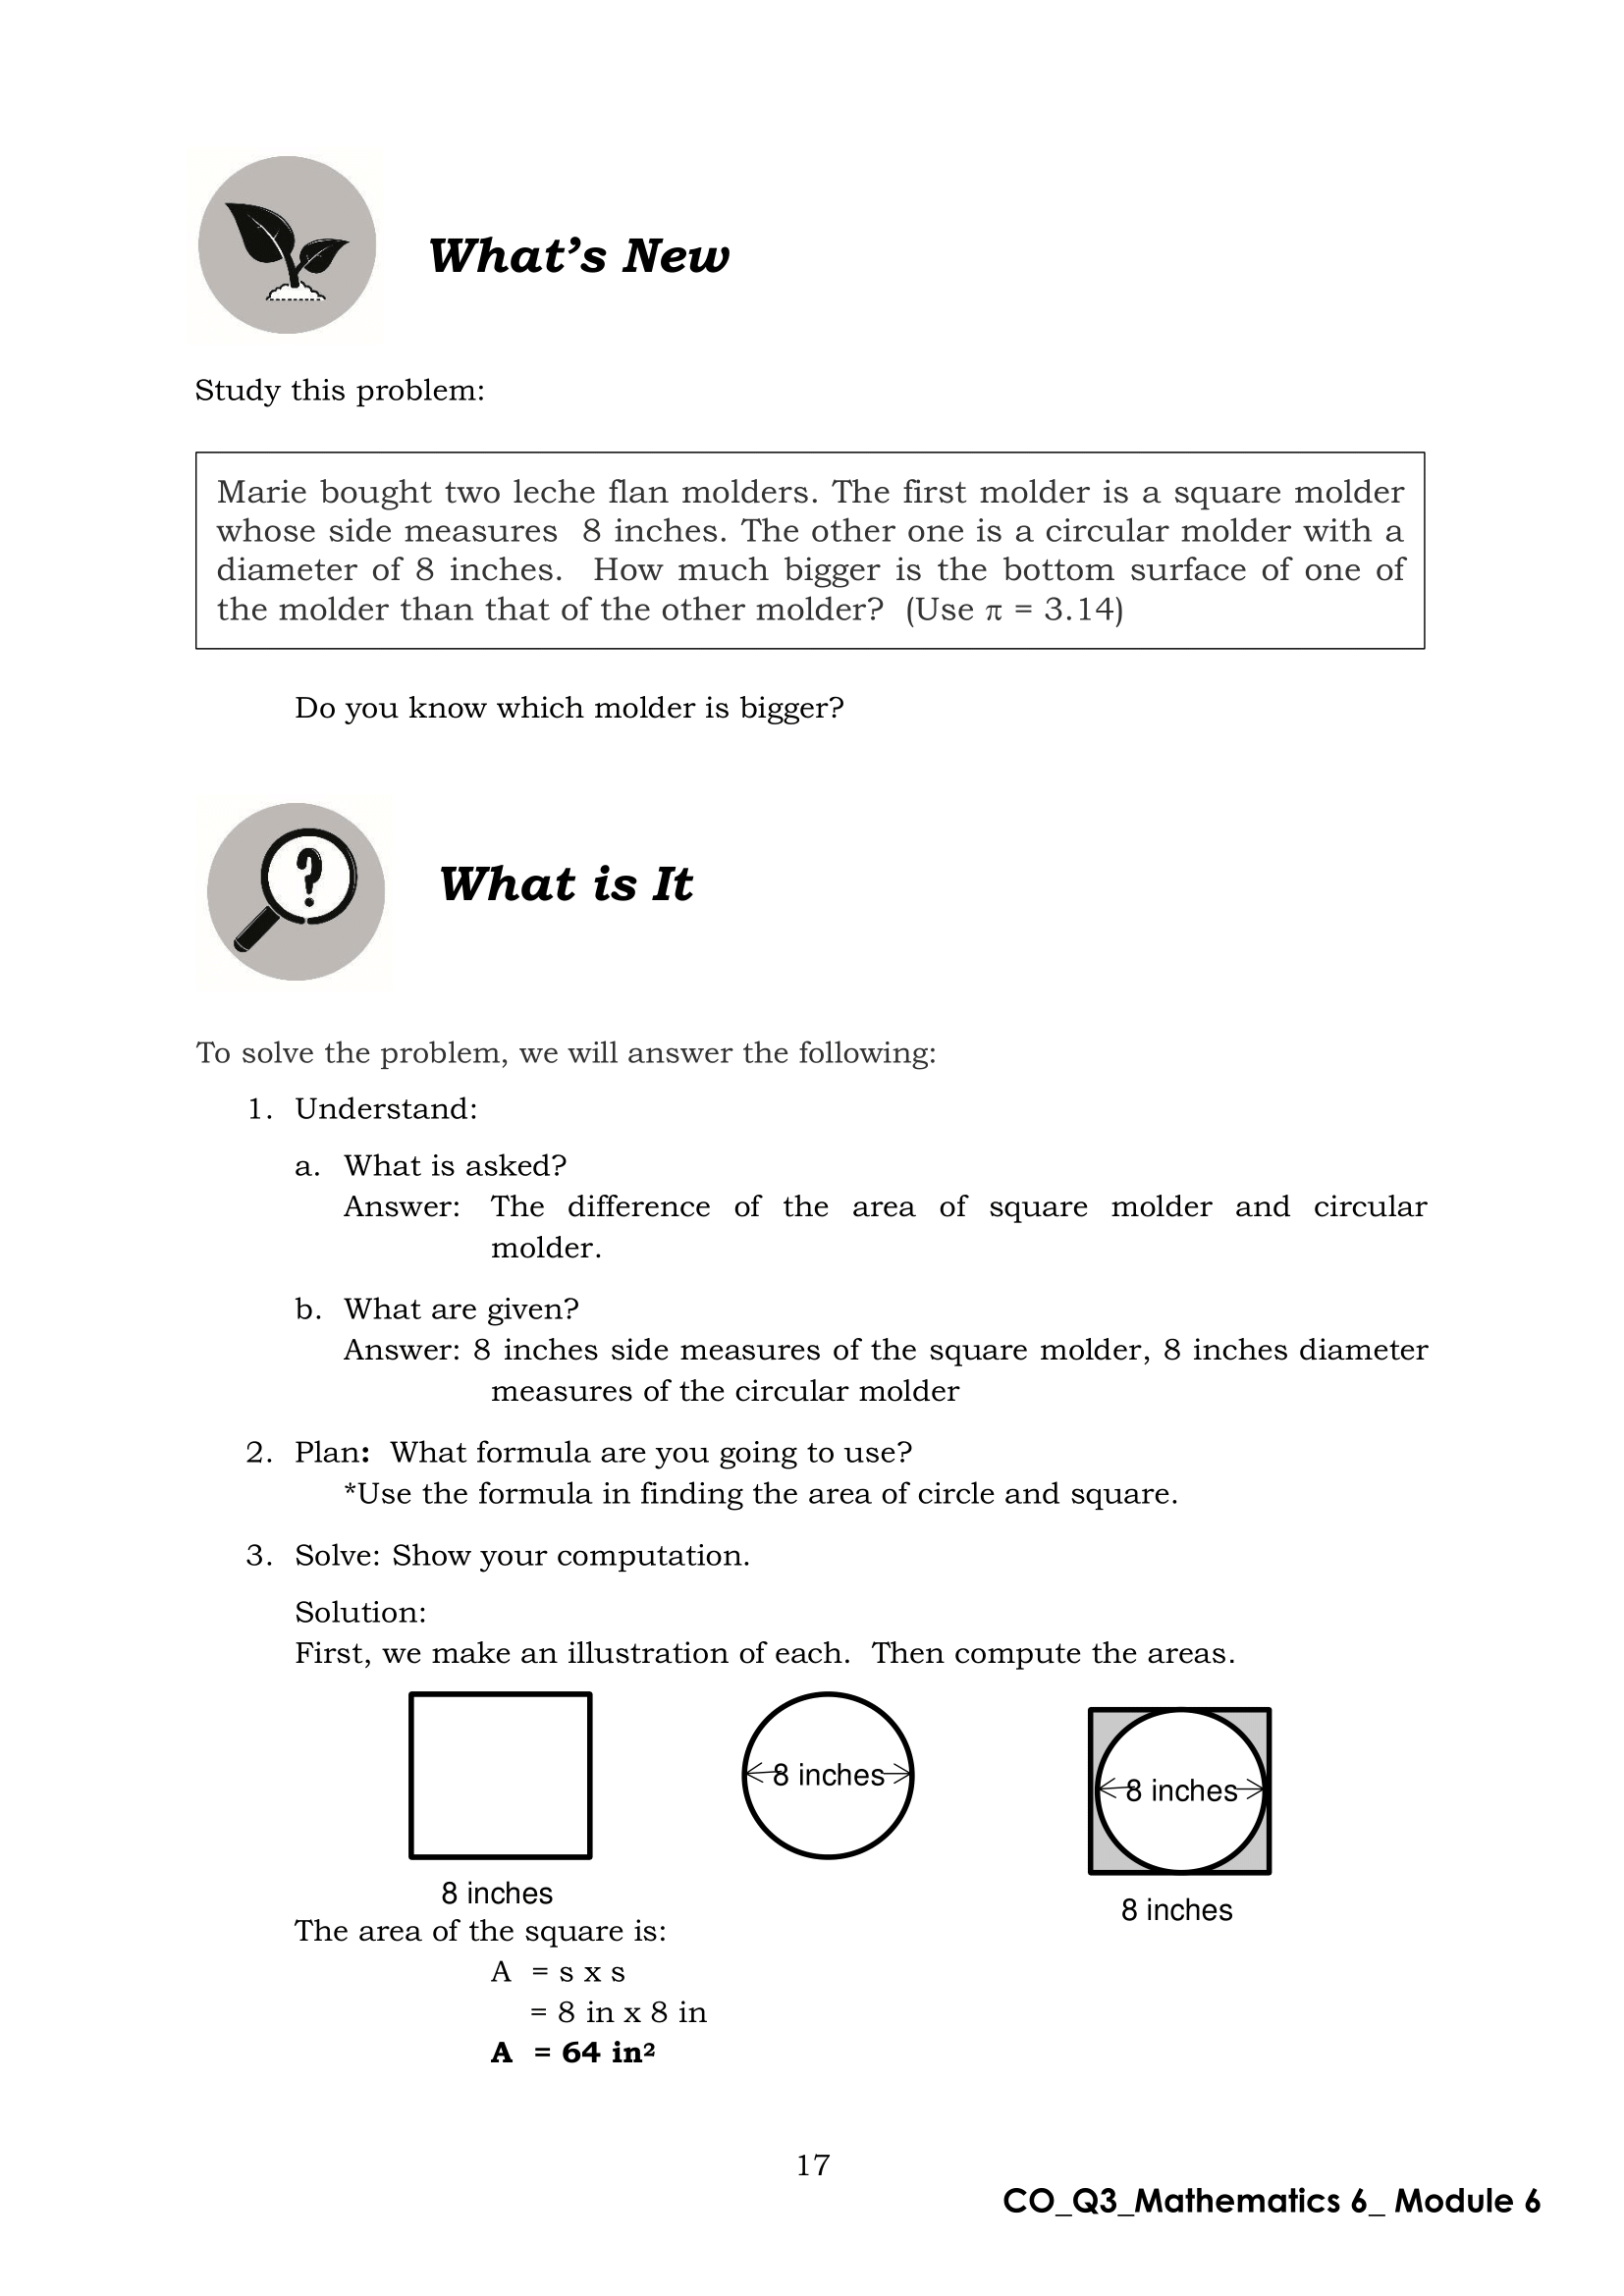 What's New
Study this problem:
Marie bought two leche flan molders. The first molder is a square molder
whose side measures  8 inches. The other one is a circular molder with a
diameter of 8 inches.  How much bigger is the bottom surface of one of
the molder than that of the other molder?  (Use π = 3.14)
Do you know which molder is bigger?
?
What is It
To solve the problem, we will answer the following:
1. Understand:
a. What is asked?
Answer: The difference of the area of square molder and circular
molder.
b. What are given?
Answer: 8 inches side measures of the square molder, 8 inches diameter
measures of the circular molder
2. Plan:  What formula are you going to use?
*Use the formula in finding the area of circle and square.
3. Solve: Show your computation.
Solution:
First, we make an illustration of each.  Then compute the areas.
8 inches
8 inches
8 inches
8 inches
The area of the square is:
A  = s x s
= 8 in x 8 in
A  = 64 in²
17
CO_Q3_Mathematics 6_ Module 6